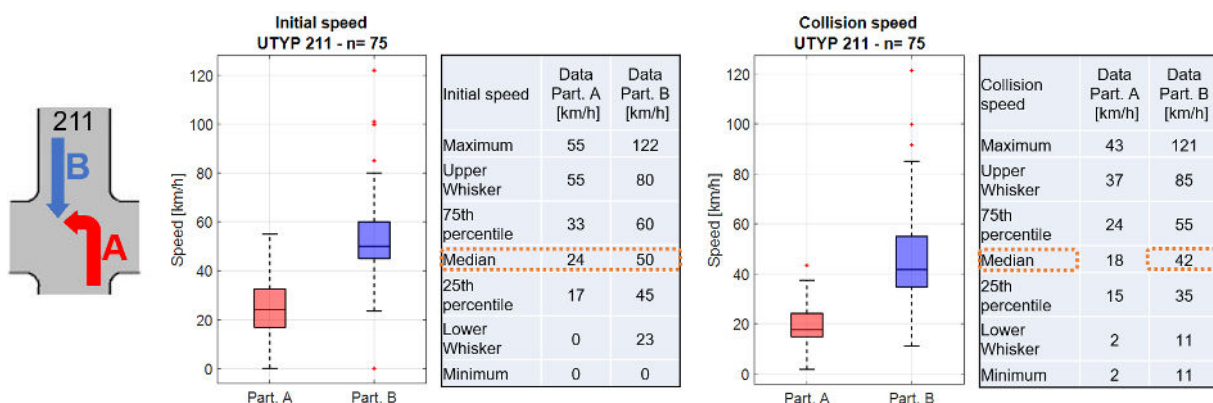 211
B
A
Initial speed
UTYP 211 - n= 75
Speed [km/h]
120
100
80
60
40
20
0
Part. A Part. B
Initial speed Data Part. A [km/h] Data Part. B [km/h]
Maximum 55 122
Upper Whisker 55 80
75th percentile 33 60
Median 24 50
25th percentile 17 45
Lower Whisker 0 23
Minimum 0 0
Collision speed
UTYP 211 - n= 75
Speed [km/h]
120
100
80
60
40
20
0
Part. A Part. B
Collision speed Data Part. A [km/h] Data Part. B [km/h]
Maximum 43 121
Upper Whisker 37 85
75th percentile 24 55
Median 18 42
25th percentile 15 35
Lower Whisker 2 11
Minimum 2 11